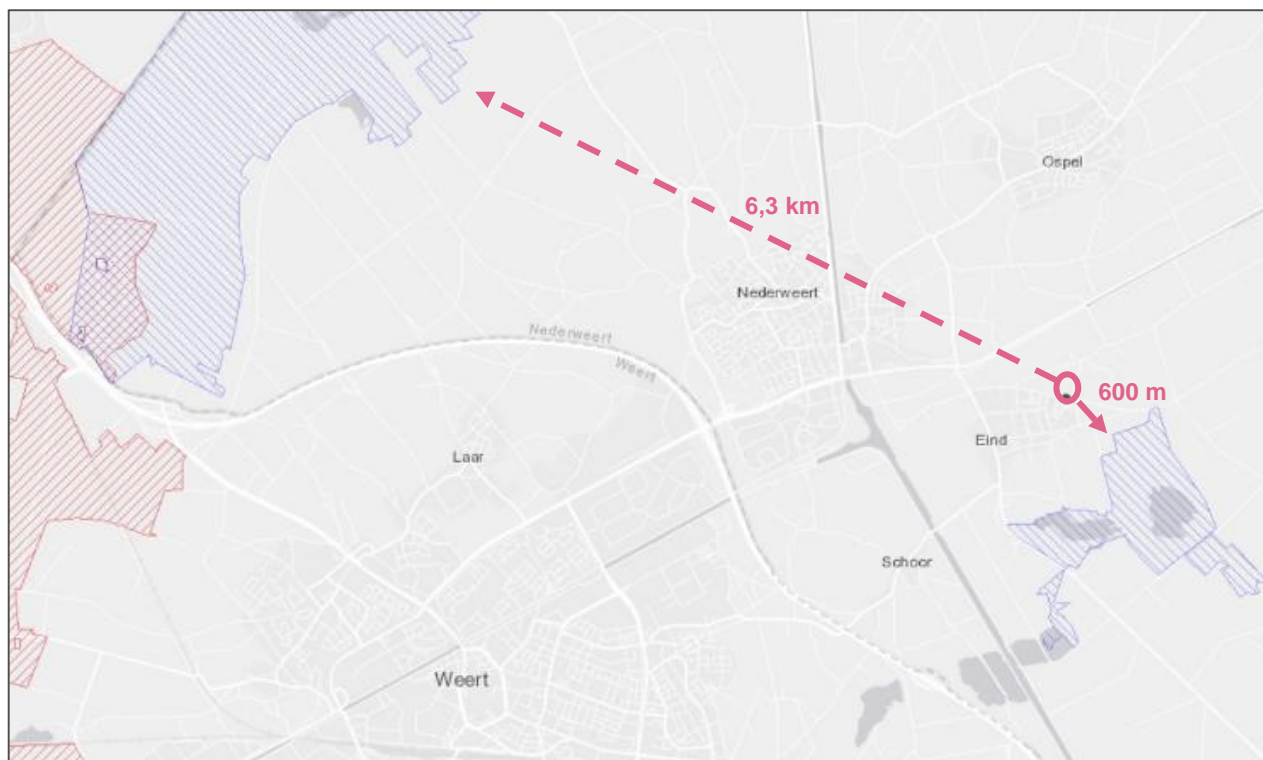 Ospel
6,3 km
Nederweert
Nederweert
Weert
600 m
Eind
Laar
Schoor
Weert